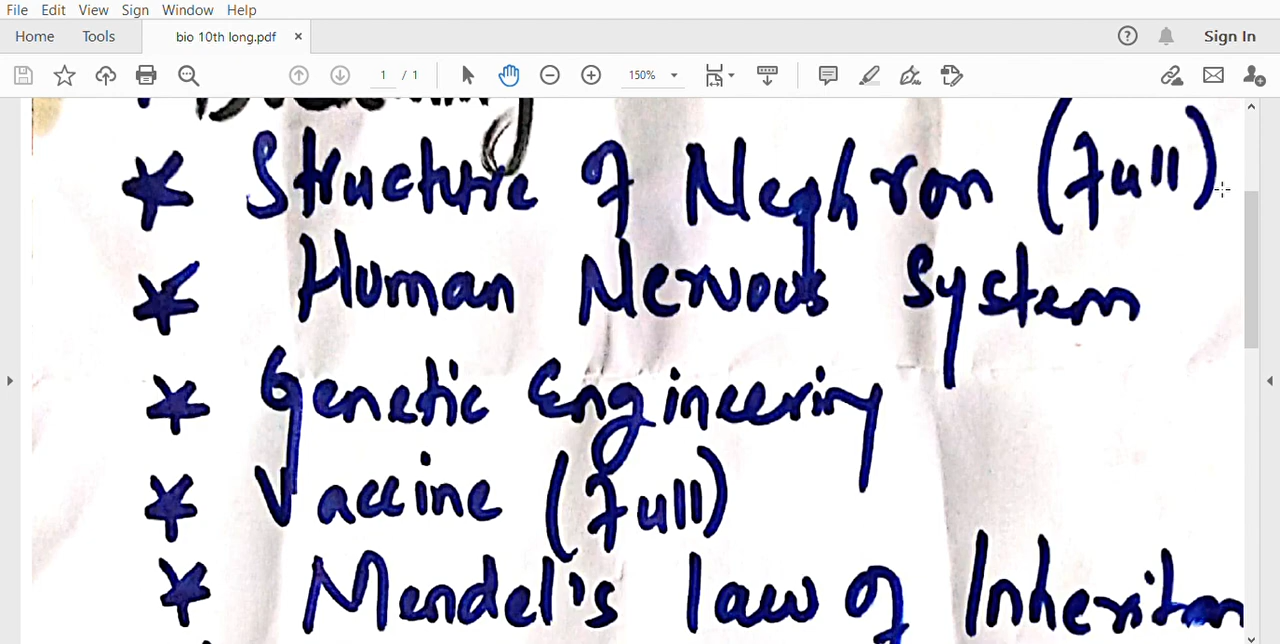 File Edit View Sign Window Help
Home Tools bio 10th long.pdf × ? Sign In
1 / 1 150%
* Structure of Nephron (full)
* Human Nervous System
* Genetic Engineering
* Vaccine (full)
* Mendel's law of